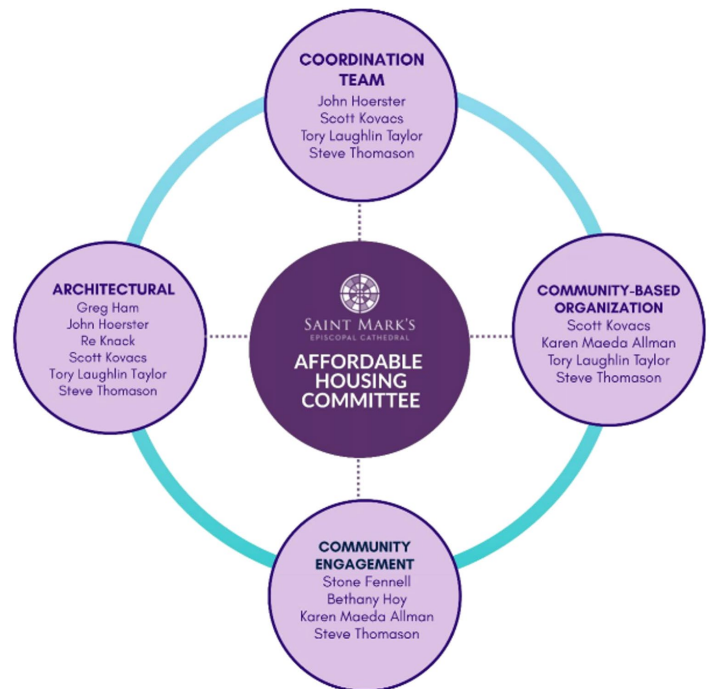 COORDINATION
TEAM
John Hoerster
Scott Kovacs
Tory Laughlin Taylor
Steve Thomason
ARCHITECTURAL
Greg Ham
John Hoerster
Re Knack
Scott Kovacs
Tory Laughlin Taylor
Steve Thomason
SAINT MARK'S
EPISCOPAL CATHEDRAL
AFFORDABLE
HOUSING
COMMITTEE
COMMUNITY-BASED
ORGANIZATION
Scott Kovacs
Karen Maeda Allman
Tory Laughlin Taylor
Steve Thomason
COMMUNITY
ENGAGEMENT
Stone Fennell
Bethany Hoy
Karen Maeda Allman
Steve Thomason